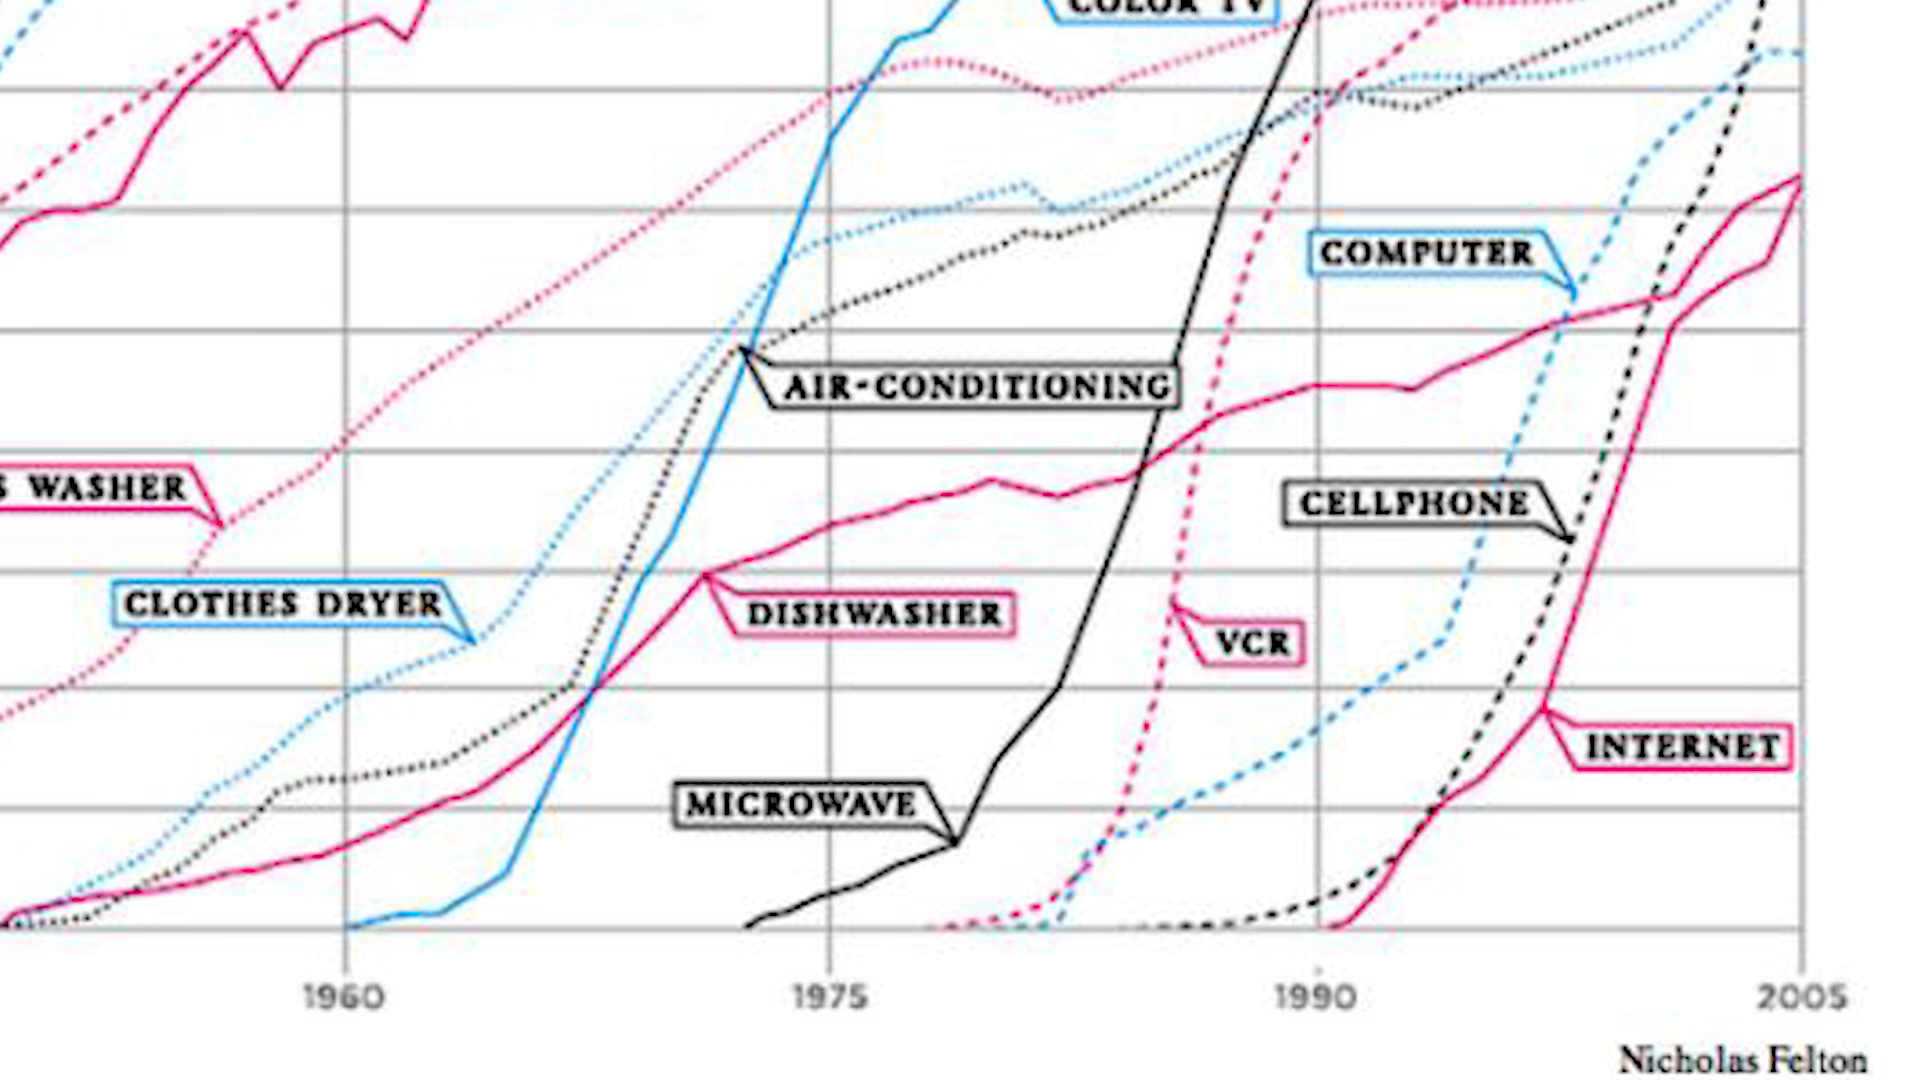 COLOR TV
COMPUTER
AIR-CONDITIONING
S WASHER
CELLPHONE
CLOTHES DRYER
DISHWASHER
VCR
INTERNET
MICROWAVE
1960 1975 1990 2005
Nicholas Felton